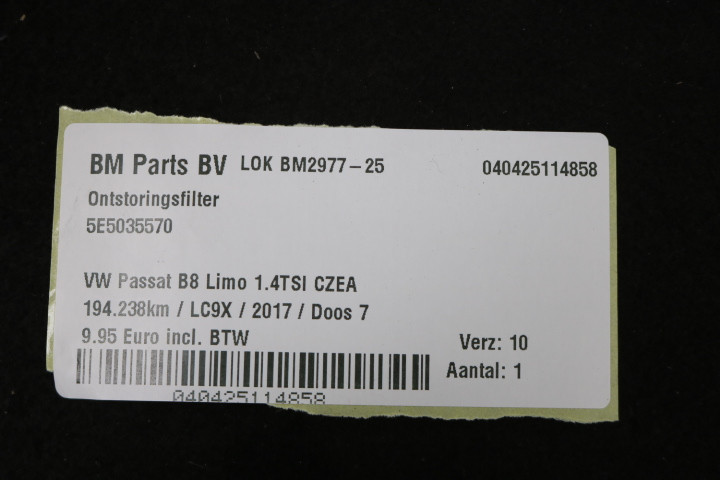 BM Parts BV LOK BM2977-25 040425114858
Ontstoringsfilter
5E5035570
VW Passat B8 Limo 1.4TSI CZEA
194.238km / LC9X / 2017 / Doos 7
9.95 Euro incl. BTW Verz: 10
Aantal: 1
040425114858